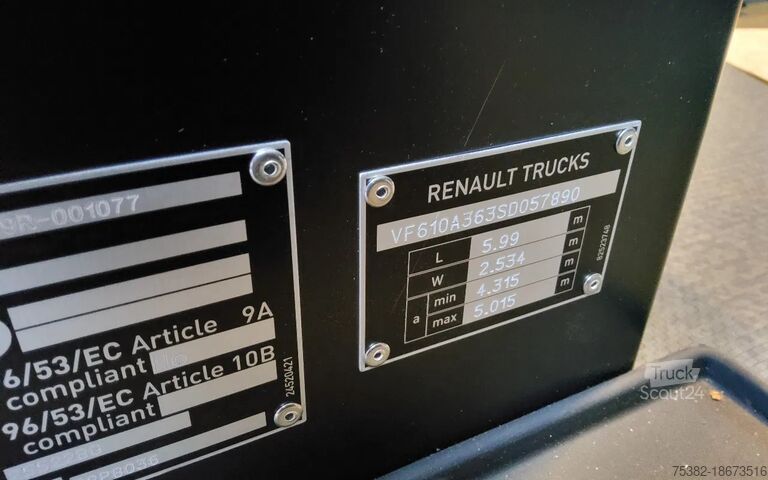 9R-001077
6/53/EC Article 9A
compliant No
96/53/EC Article 10B
compliant
24520421
RENAULT TRUCKS
VF610A363SD057890
L 5.99 m
W 2.534 m
a min 4.315 m
max 5.015 m
82523748
Truck
Scout24
75382-18673516